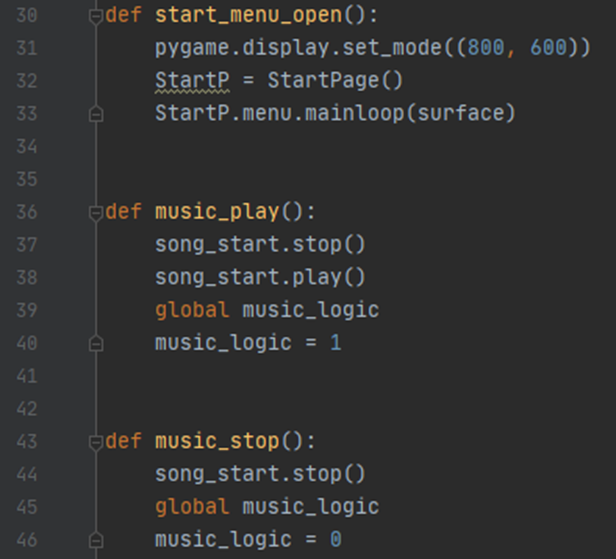 30 def start_menu_open():
31     pygame.display.set_mode((800, 600))
32     StartP = StartPage()
33     StartP.menu.mainloop(surface)
34
35
36 def music_play():
37     song_start.stop()
38     song_start.play()
39     global music_logic
40     music_logic = 1
41
42
43 def music_stop():
44     song_start.stop()
45     global music_logic
46     music_logic = 0